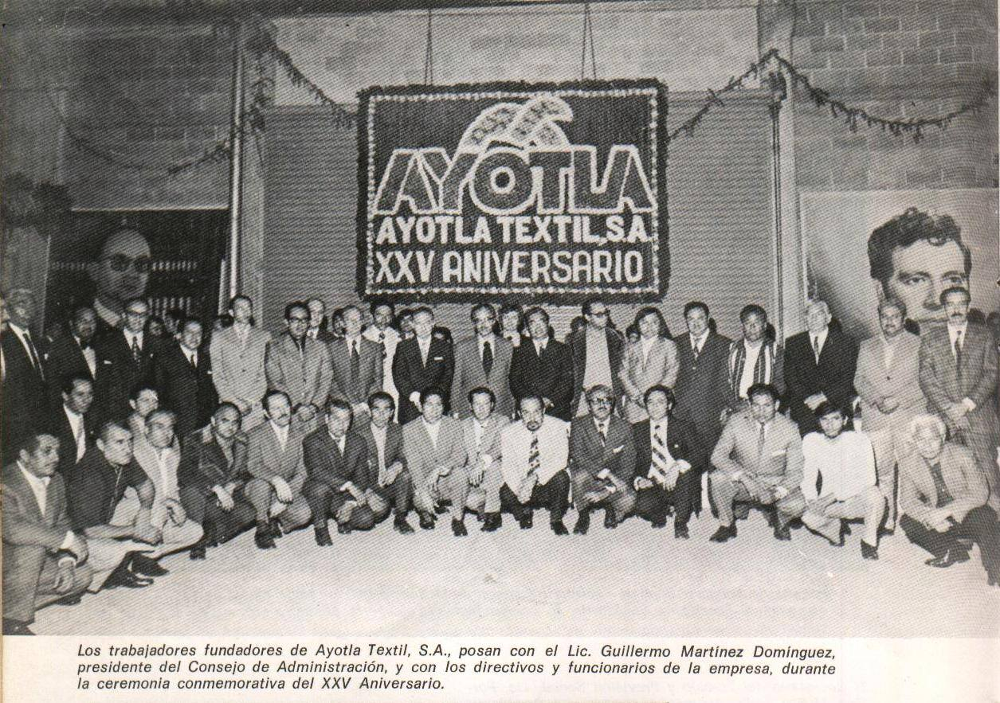 AYOTLA
AYOTLA TEXTIL, S.A
XXV ANIVERSARIO
Los trabajadores fundadores de Ayotla Textil, S.A., posan con el Lic. Guillermo Martínez Domínguez,
presidente del Consejo de Administración, y con los directivos y funcionarios de la empresa, durante
la ceremonia conmemorativa del XXV Aniversario.